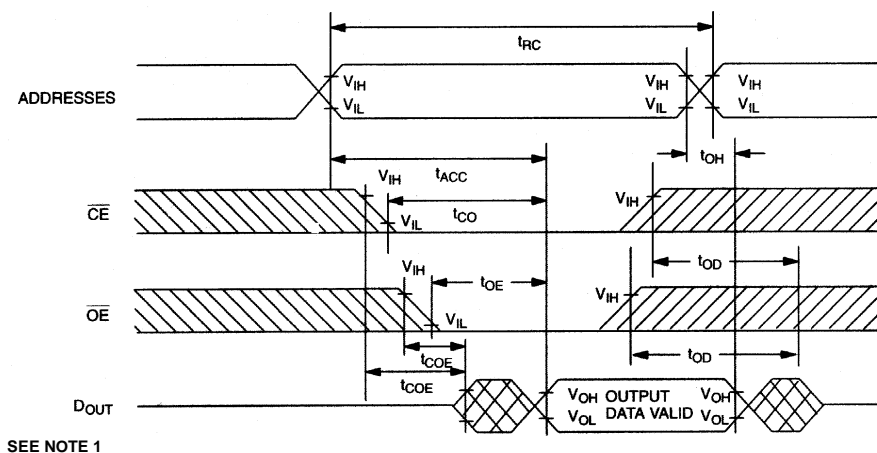 tRC
ADDRESSES
VIH
VIL
VIH
VIL
VIH
VIL
tOH
tACC
CE
VIH
tCO
VIL
VIH
tOD
OE
VIH
tOE
VIL
VIH
tOD
tCOE
tCOE
DOUT
VOH OUTPUT VOH
VOL DATA VALID VOL
SEE NOTE 1